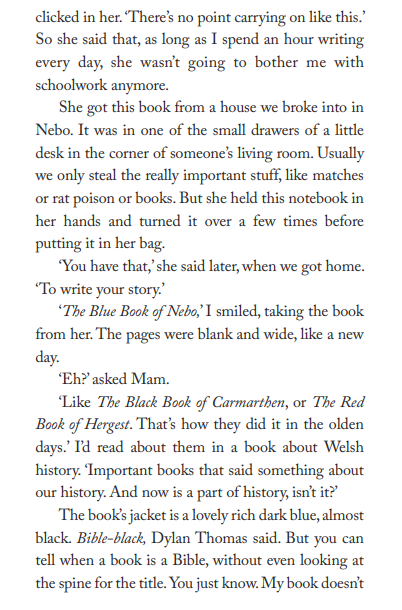 clicked in her. ‘There’s no point carrying on like this.’
So she said that, as long as I spend an hour writing
every day, she wasn’t going to bother me with
schoolwork anymore.
She got this book from a house we broke into in
Nebo. It was in one of the small drawers of a little
desk in the corner of someone’s living room. Usually
we only steal the really important stuff, like matches
or rat poison or books. But she held this notebook in
her hands and turned it over a few times before
putting it in her bag.
‘You have that,’ she said later, when we got home.
‘To write your story.’
‘The Blue Book of Nebo,’ I smiled, taking the book
from her. The pages were blank and wide, like a new
day.
‘Eh?’ asked Mam.
‘Like The Black Book of Carmarthen, or The Red
Book of Hergest. That’s how they did it in the olden
days.’ I’d read about them in a book about Welsh
history. ‘Important books that said something about
our history. And now is a part of history, isn’t it?’
The book’s jacket is a lovely rich dark blue, almost
black. Bible-black, Dylan Thomas said. But you can
tell when a book is a Bible, without even looking at
the spine for the title. You just know. My book doesn’t